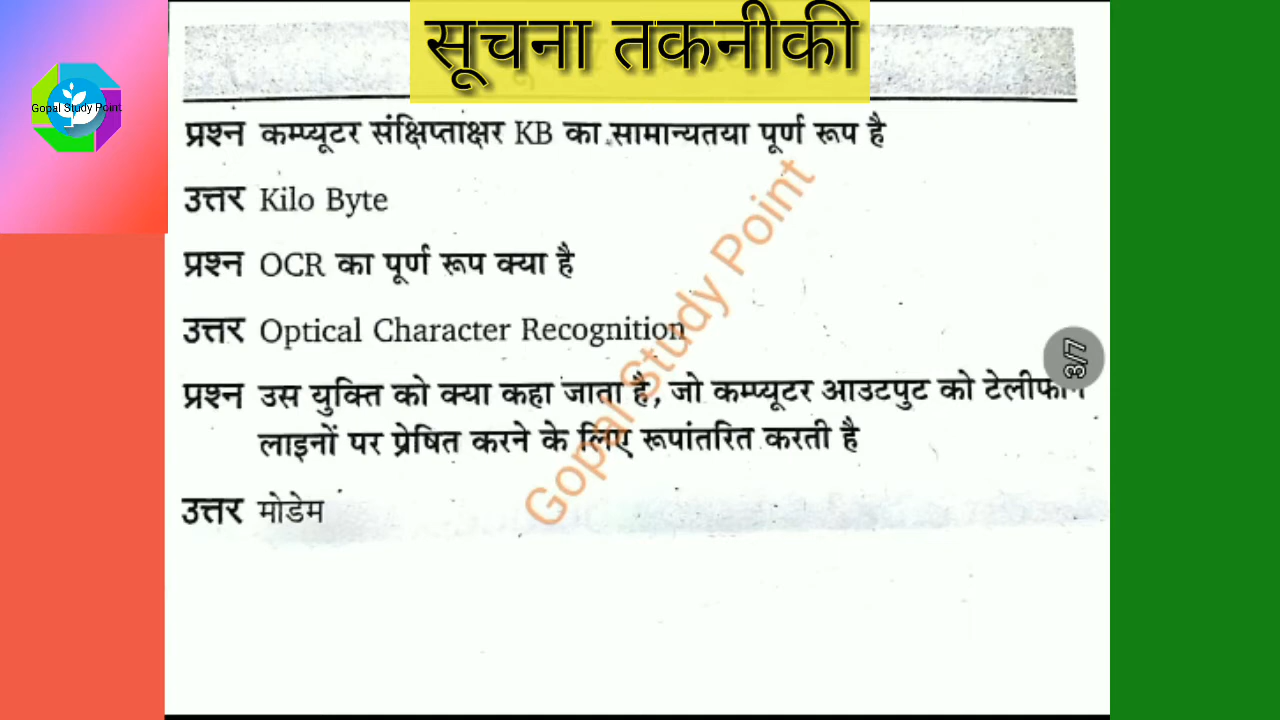 सूचना तकनीकी
Gopal Study Point
प्रश्न कम्प्यूटर संक्षिप्ताक्षर KB का सामान्यतया पूर्ण रूप है
उत्तर Kilo Byte
प्रश्न OCR का पूर्ण रूप क्या है
उत्तर Optical Character Recognition
प्रश्न उस युक्ति को क्या कहा जाता है, जो कम्प्यूटर आउटपुट को टेलीफोन
लाइनों पर प्रेषित करने के लिए रूपांतरित करती है
उत्तर मोडेम
Gopal Study Point
3/7